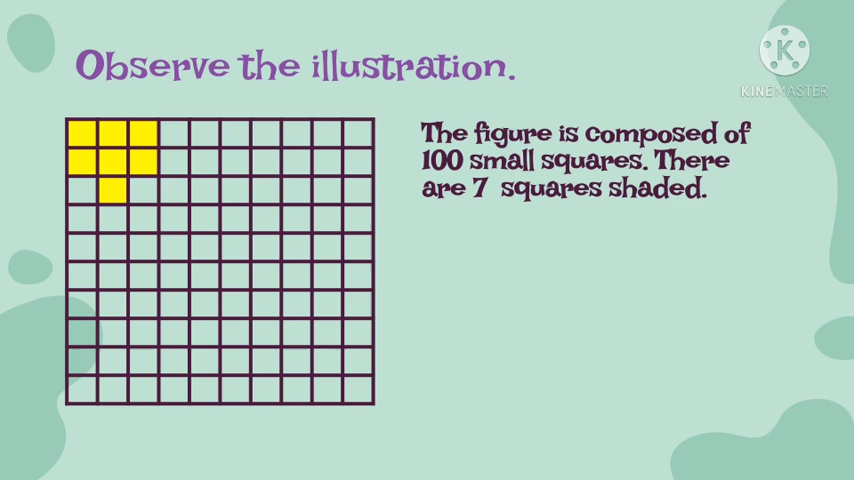 Observe the illustration.
K
KINEMASTER
The figure is composed of
100 small squares. There
are 7 squares shaded.